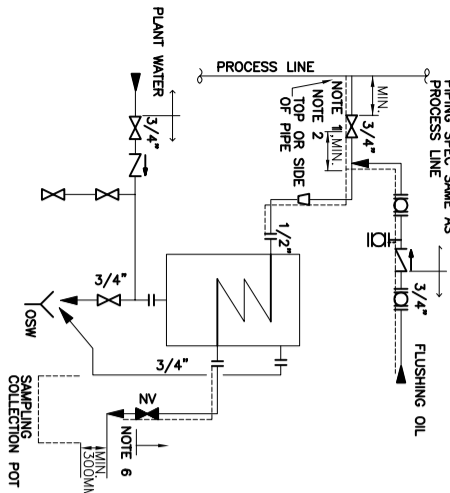 PIPING SPEC SAME AS
PROCESS LINE
PROCESS LINE
MIN.
3/4"
NOTE 1
MIN.
NOTE 2
TOP OR SIDE
OF PIPE
3/4"
FLUSHING OIL
PLANT WATER
3/4"
1/2"
3/4"
OSW
3/4"
NV
NOTE 6
MIN.
300MM
SAMPLING
COLLECTION POT